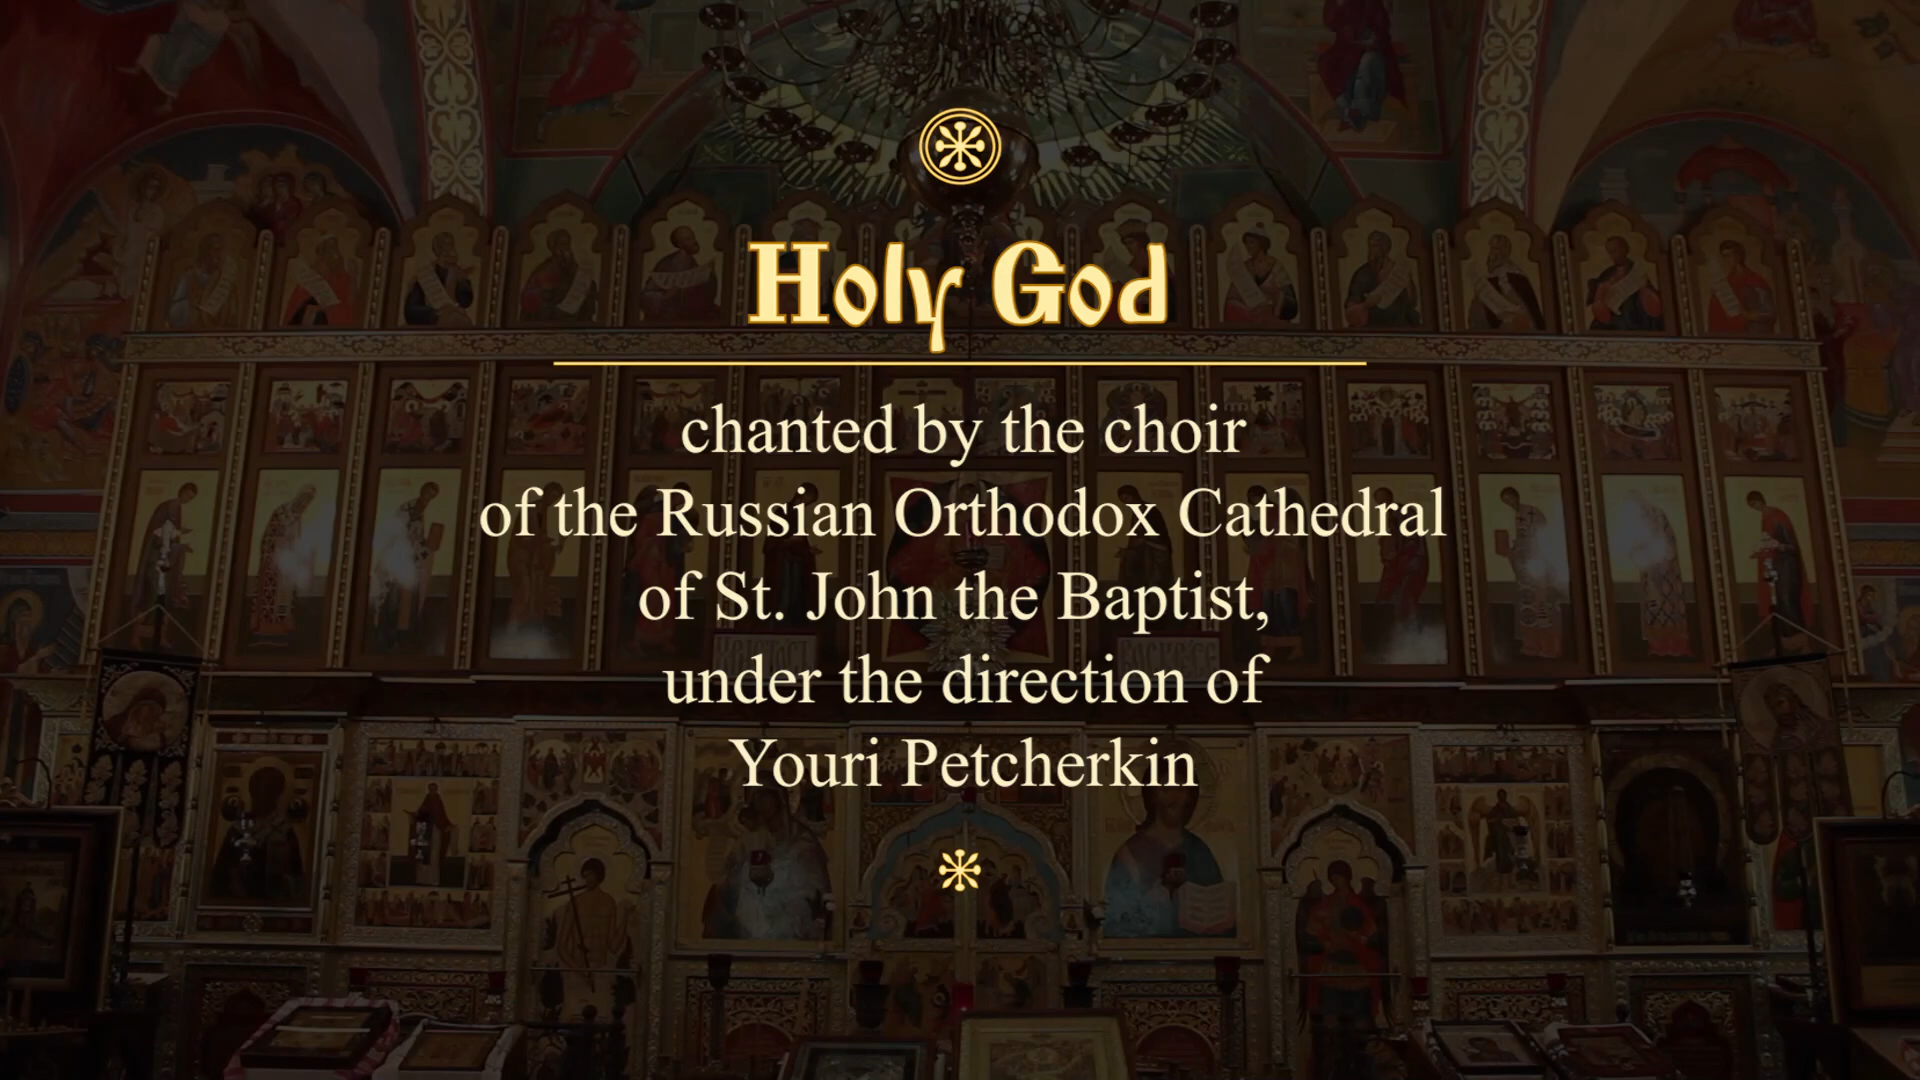 Holy God
chanted by the choir
of the Russian Orthodox Cathedral
of St. John the Baptist,
under the direction of
Youri Petcherkin